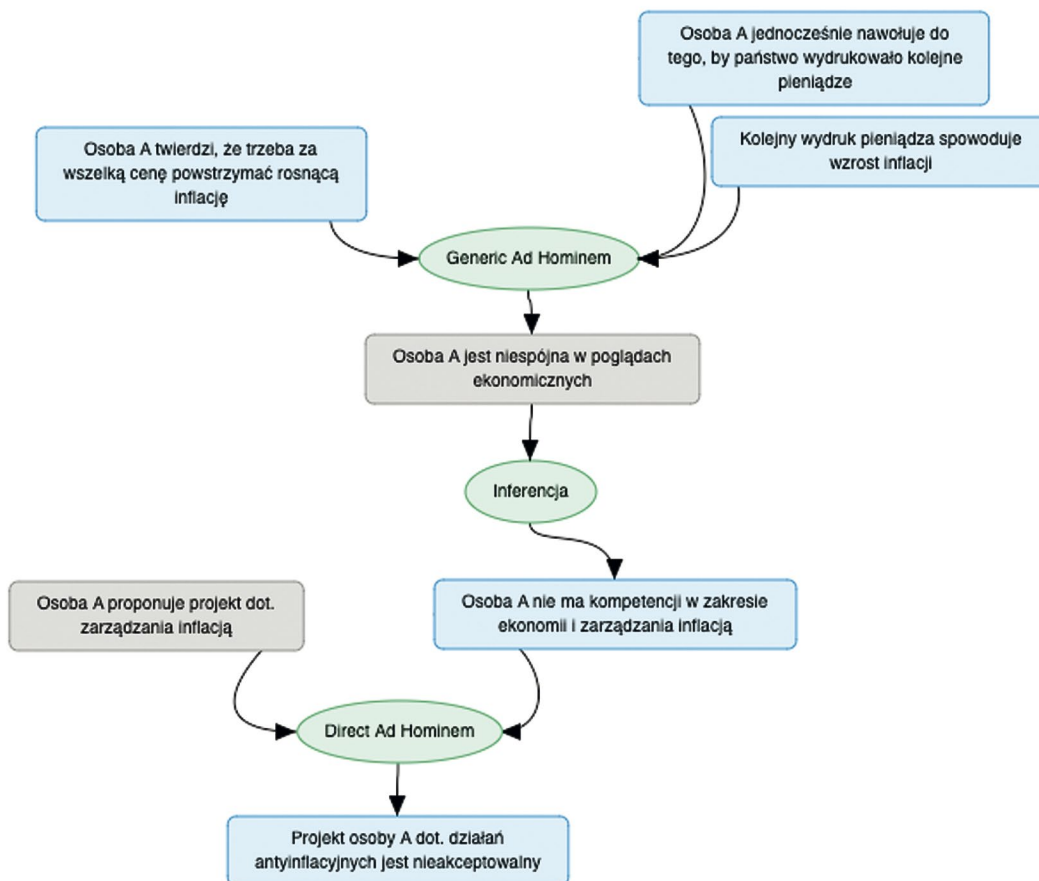 Osoba A jednocześnie nawołuje do
tego, by państwo wydrukowało kolejne
pieniądze
Kolejny wydruk pieniądza spowoduje
wzrost inflacji
Osoba A twierdzi, że trzeba za
wszelką cenę powstrzymać rosnącą
inflację
Generic Ad Hominem
Osoba A jest niespójna w poglądach
ekonomicznych
Inferencja
Osoba A proponuje projekt dot.
zarządzania inflacją
Osoba A nie ma kompetencji w zakresie
ekonomii i zarządzania inflacją
Direct Ad Hominem
Projekt osoby A dot. działań
antyinflacyjnych jest nieakceptowalny